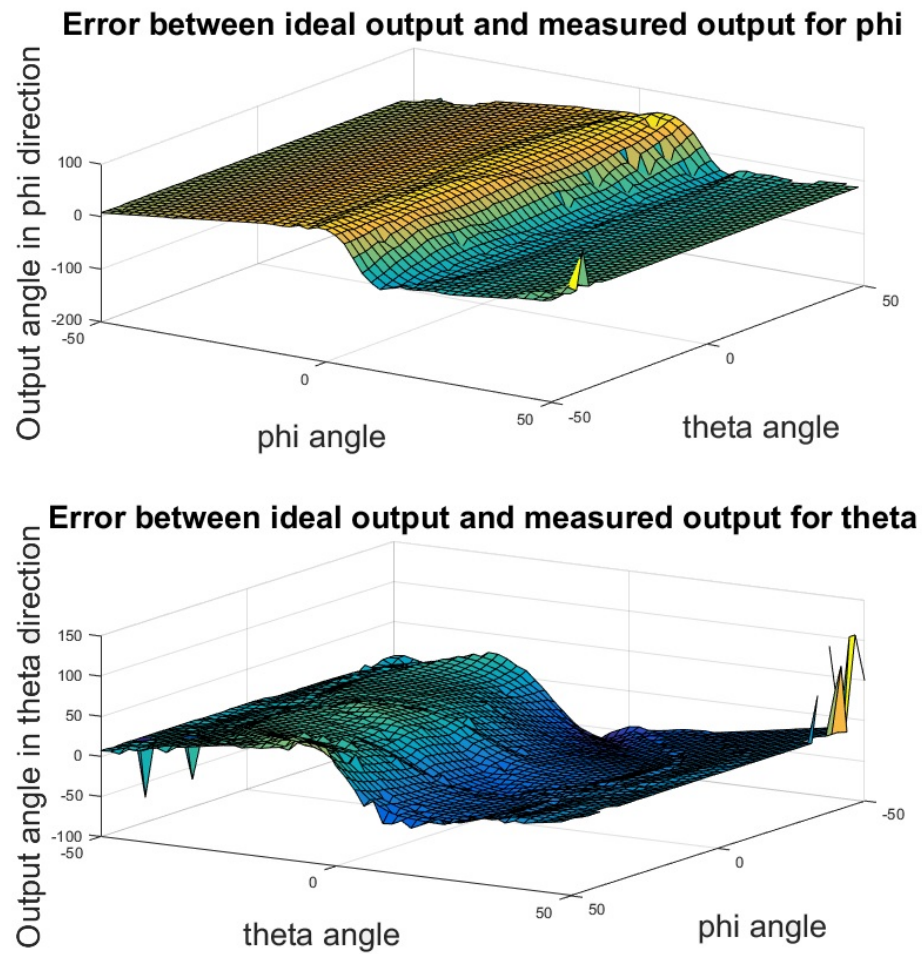 Error between ideal output and measured output for phi
Output angle in phi direction
100
0
-100
-200
-50
0
50
phi angle
-50
0
50
theta angle
Error between ideal output and measured output for theta
Output angle in theta direction
150
100
50
0
-50
-100
-50
0
50
theta angle
50
0
-50
phi angle